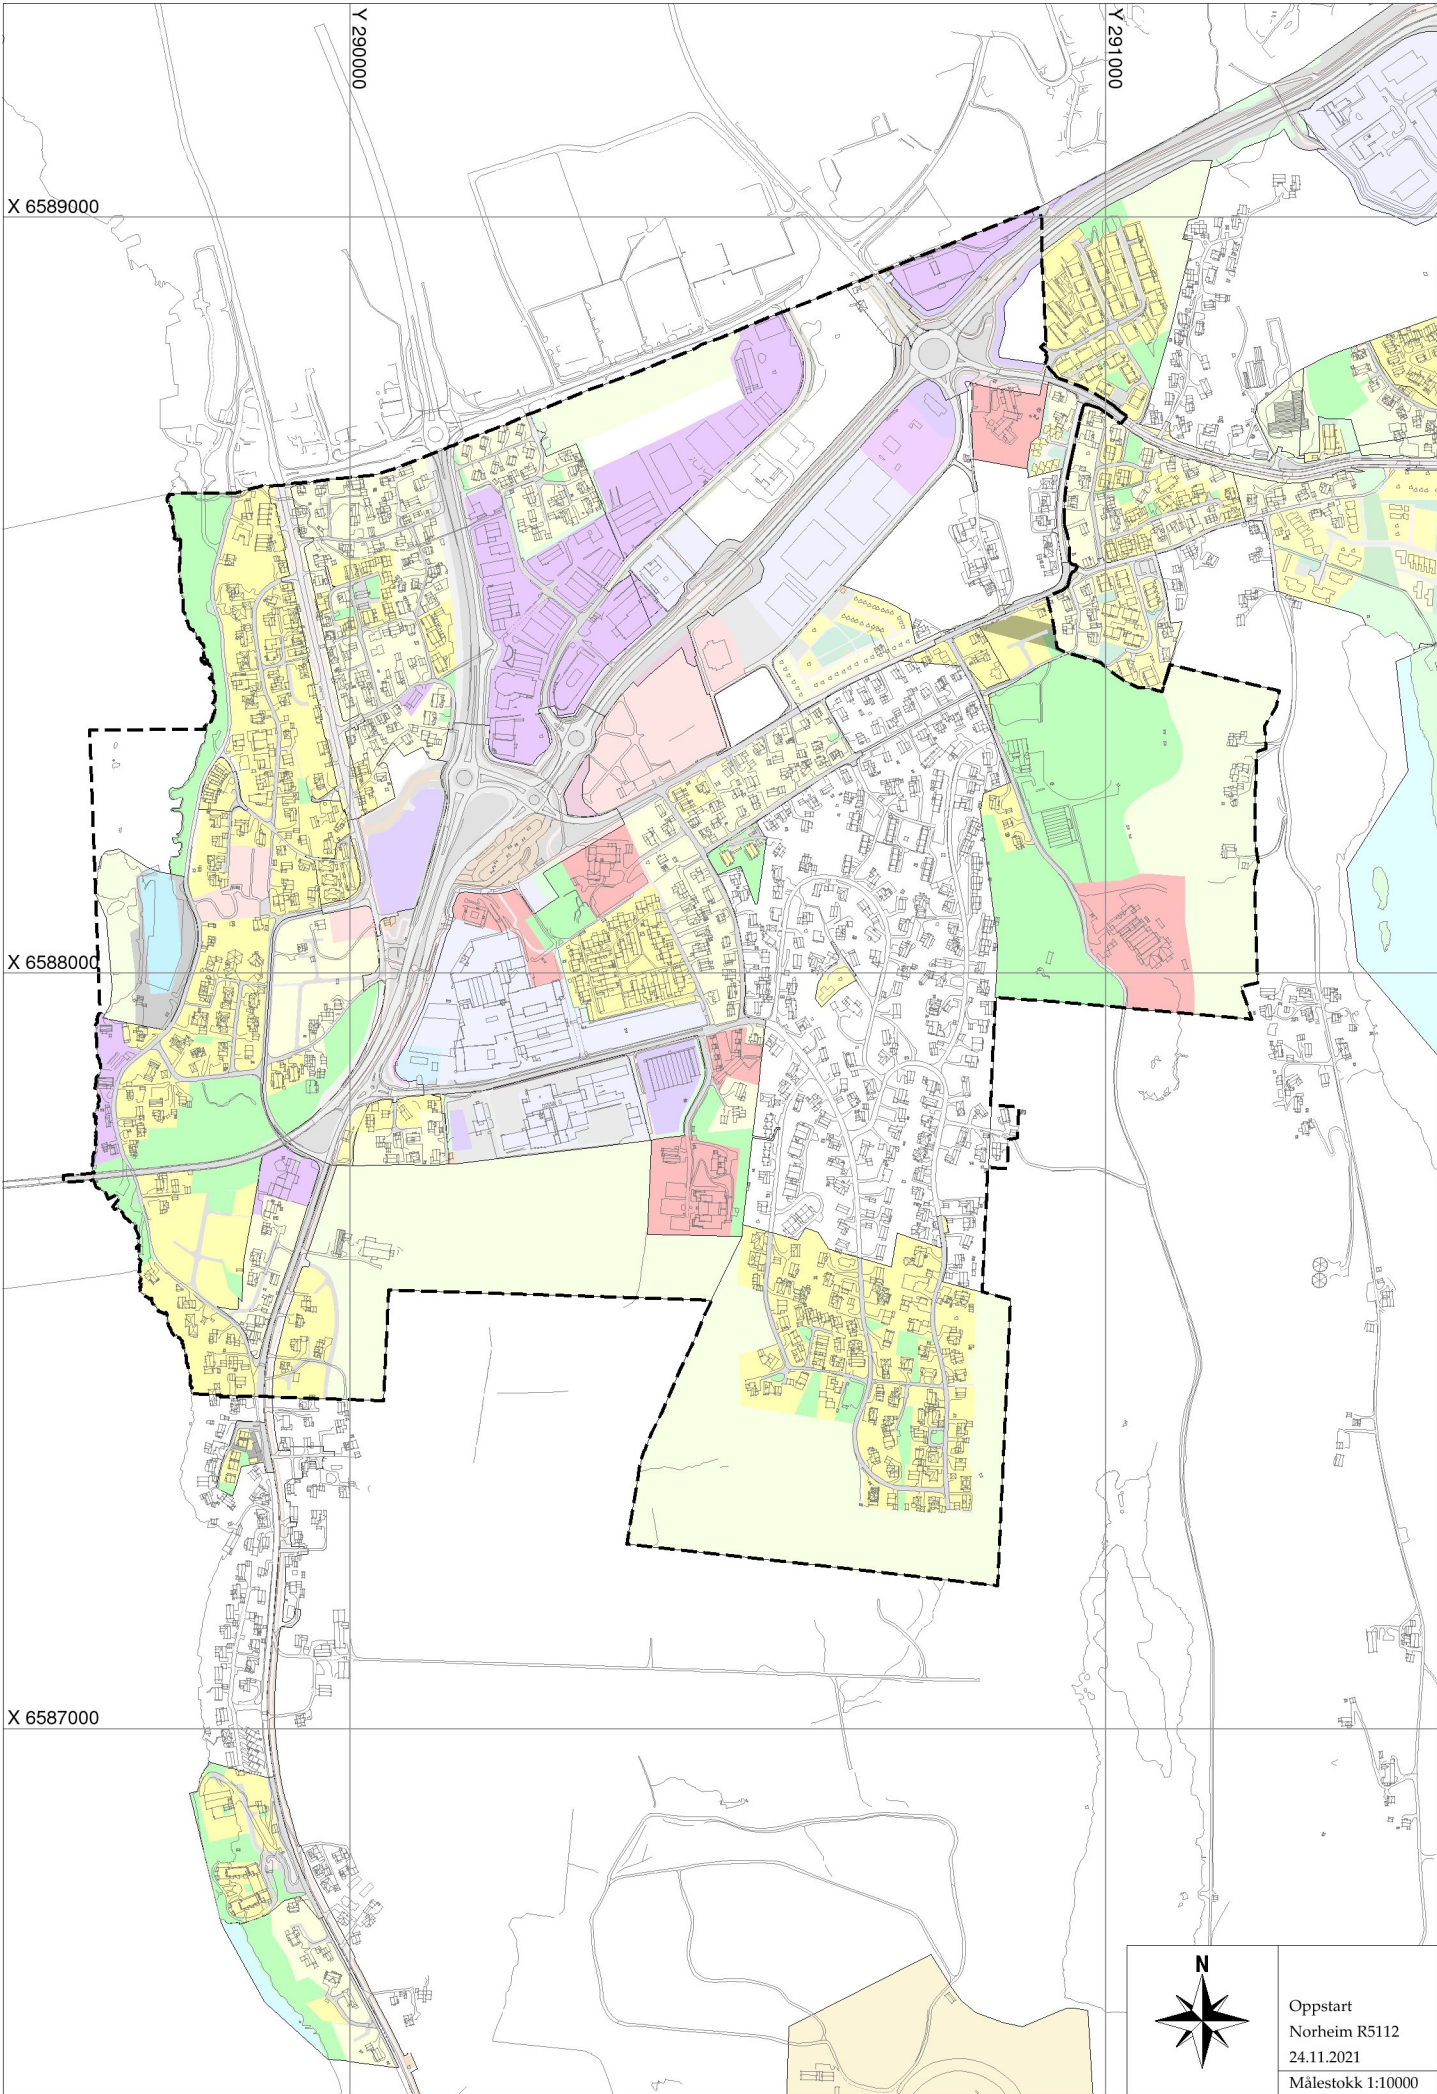 Y 290000
Y 291000
X 6589000
X 6588000
X 6587000
N
Oppstart
Norheim R5112
24.11.2021
Målestokk 1:10000